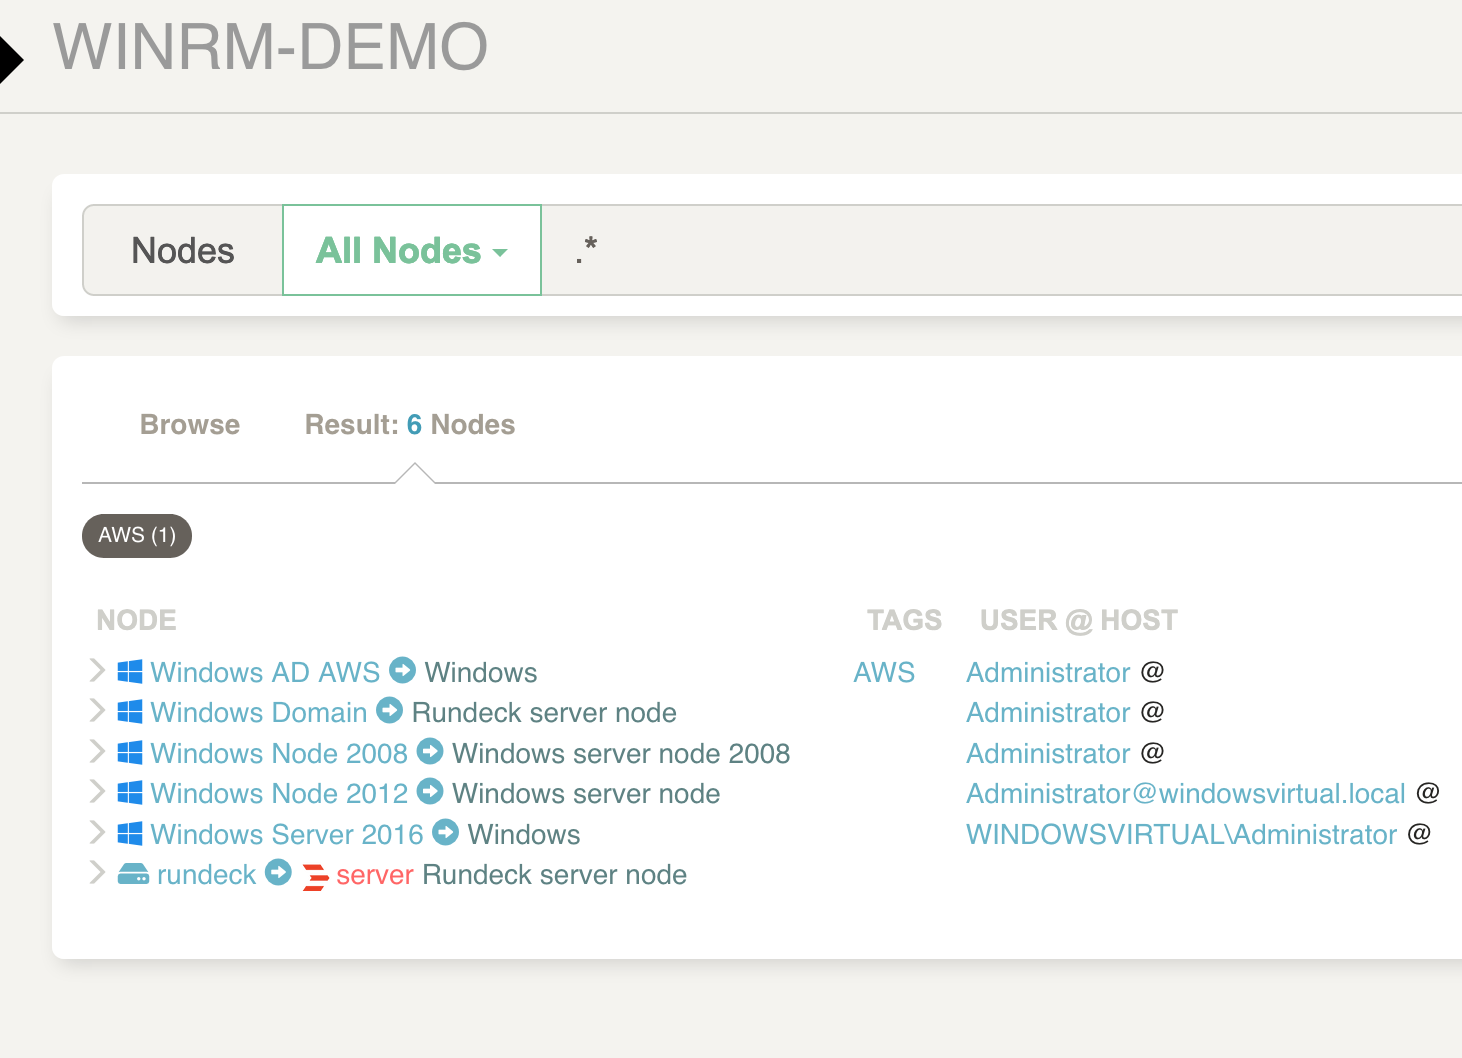 WINRM-DEMO
Nodes All Nodes .*
Browse Result: 6 Nodes
AWS (1)
NODE TAGS USER @ HOST
Windows AD AWS Windows AWS Administrator @
Windows Domain Rundeck server node Administrator @
Windows Node 2008 Windows server node 2008 Administrator @
Windows Node 2012 Windows server node Administrator@windowsvirtual.local @
Windows Server 2016 Windows WINDOWSVIRTUAL\Administrator @
rundeck server Rundeck server node